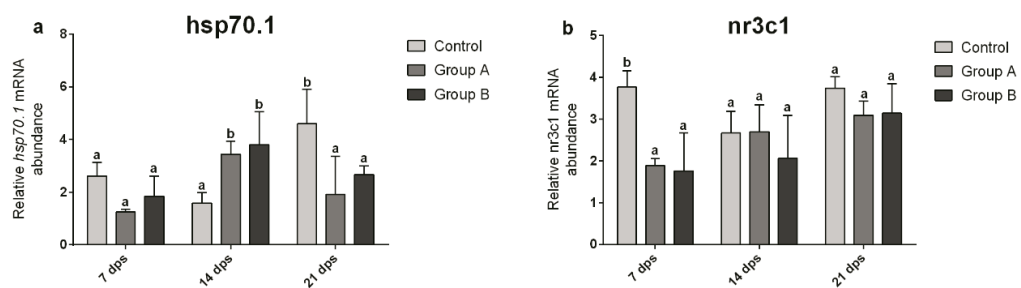 a
hsp70.1
Relative hsp70.1 mRNA
abundance
8
6
4
2
0
a
a
a
a
b
b
b
a
a
7 dps
14 dps
21 dps
Control
Group A
Group B
b
nr3c1
Relative nr3c1 mRNA
abundance
5
4
3
2
1
0
b
a
a
a
a
a
a
a
a
7 dps
14 dps
21 dps
Control
Group A
Group B